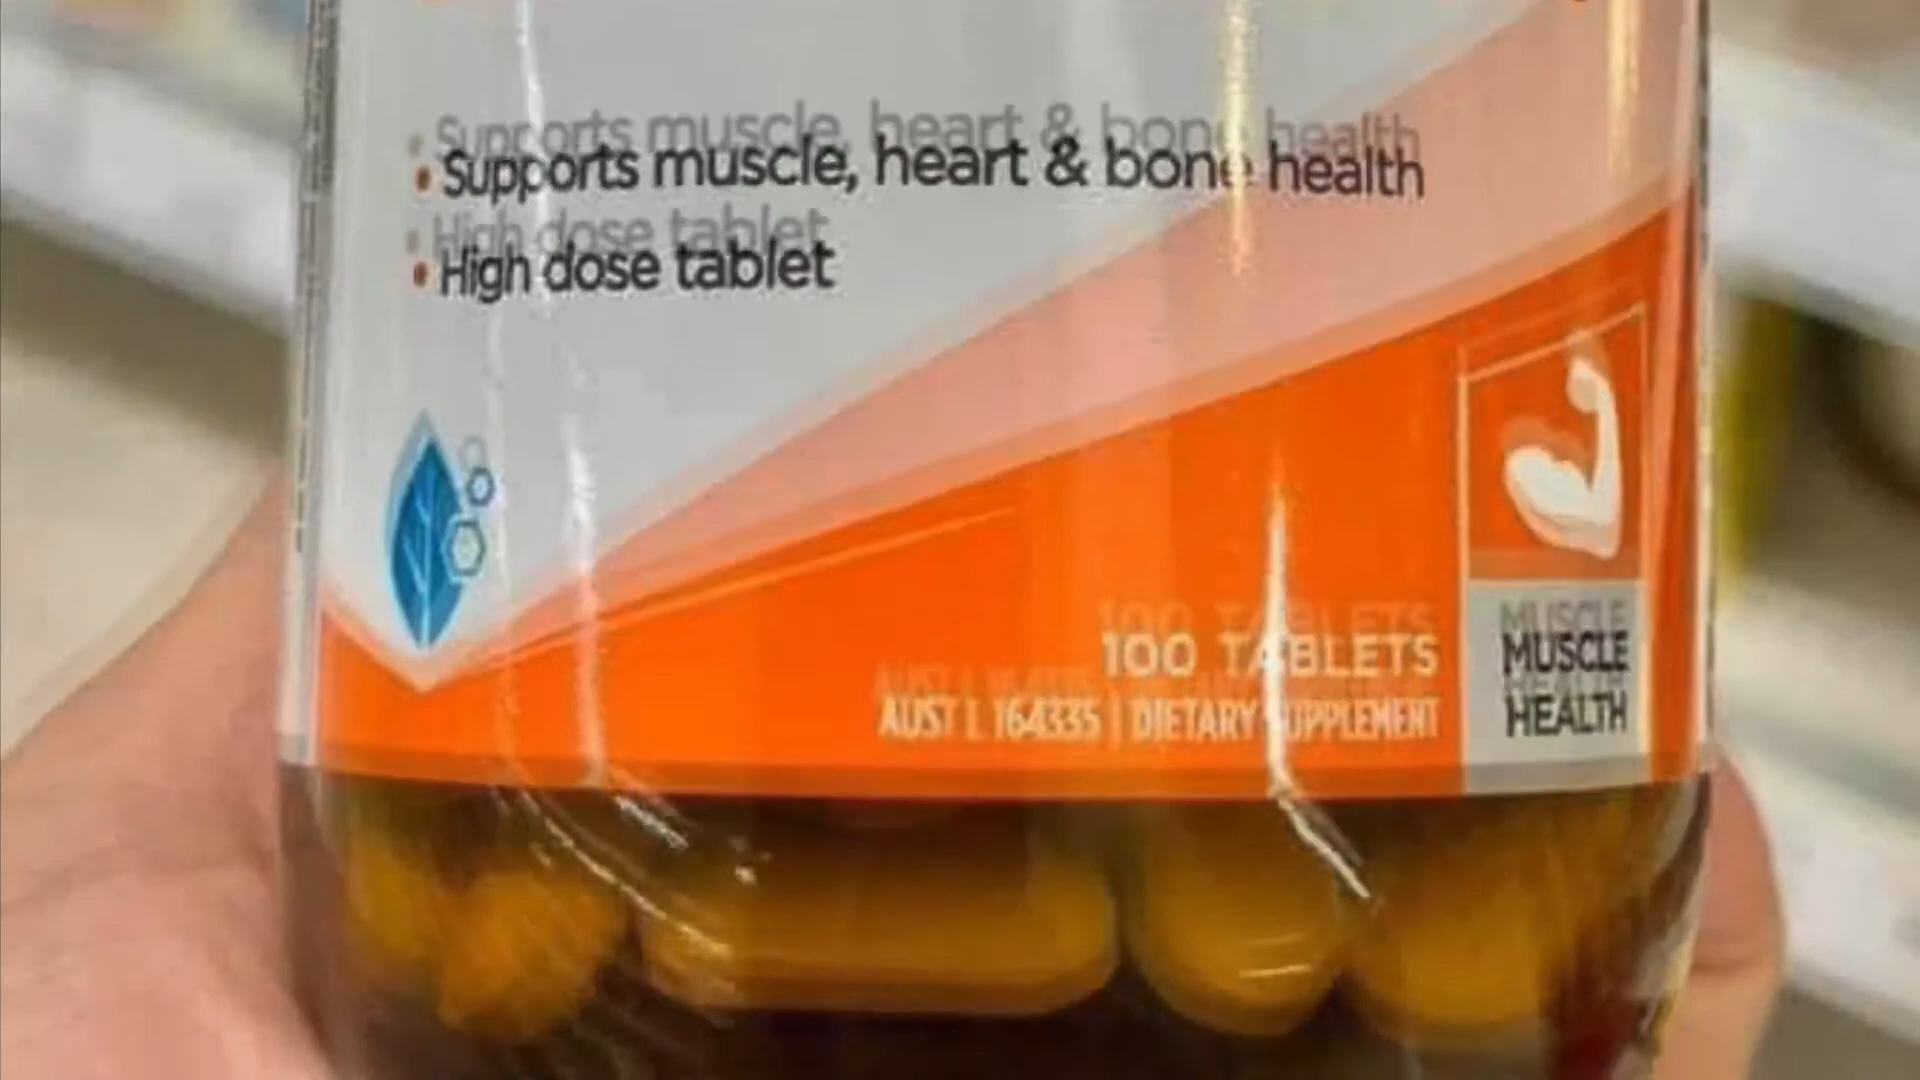 • Supports muscle, heart & bone health
• High dose tablet
100 TABLETS
AUST L 164335 | DIETARY SUPPLEMENT
MUSCLE
HEALTH